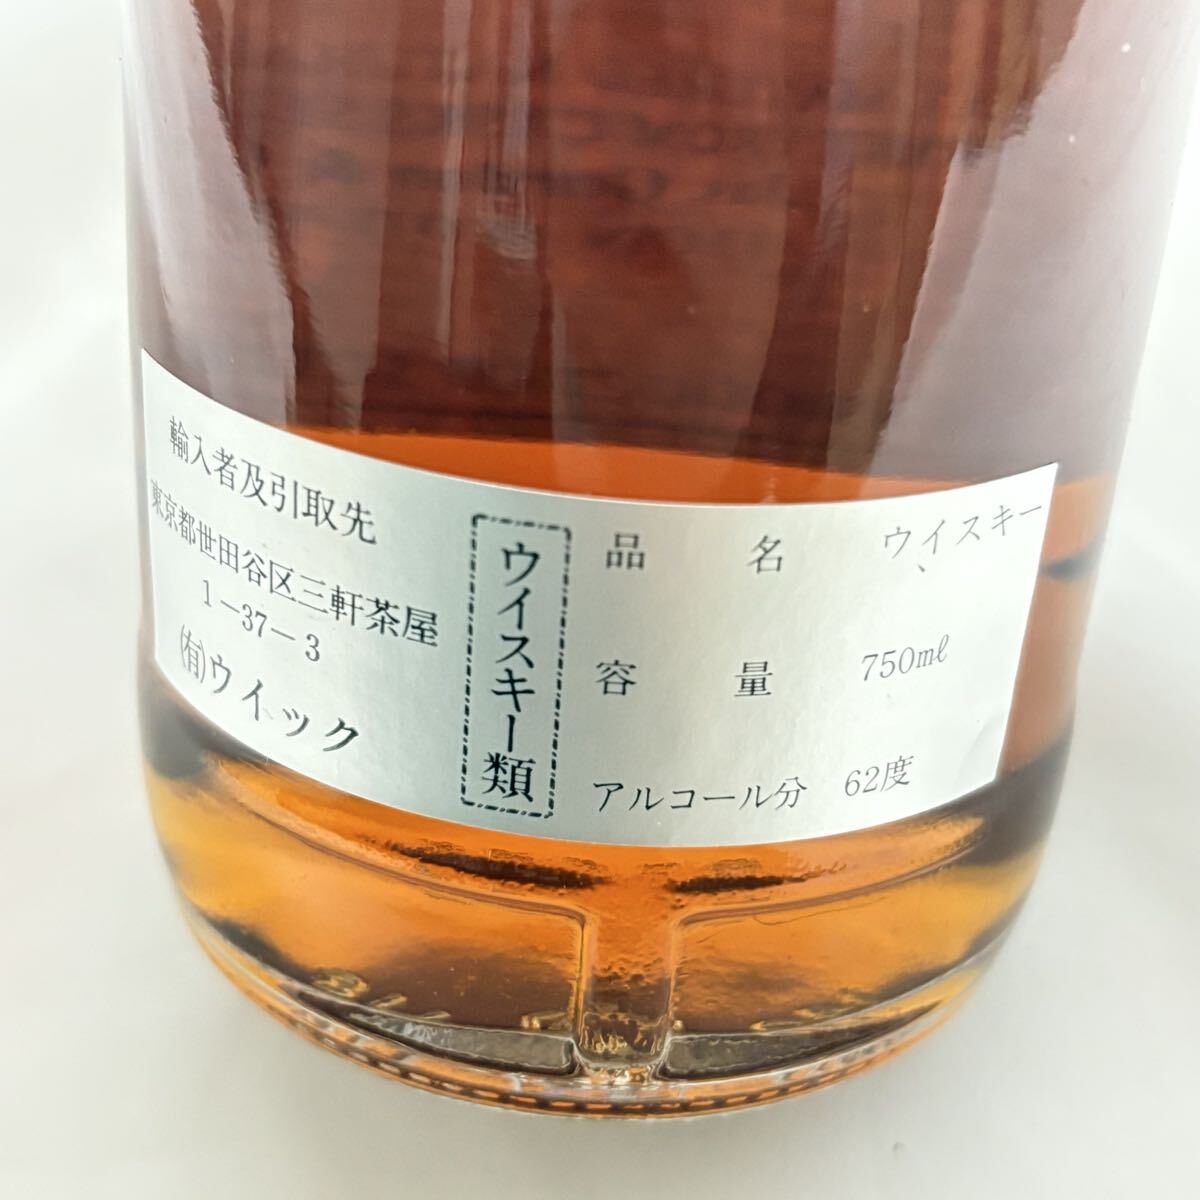 輸入者及引取先
東京都世田谷区三軒茶屋
1-37-3
㈲ウイック
ウイスキー類
品名 ウイスキー
容量 750mℓ
アルコール分 62度